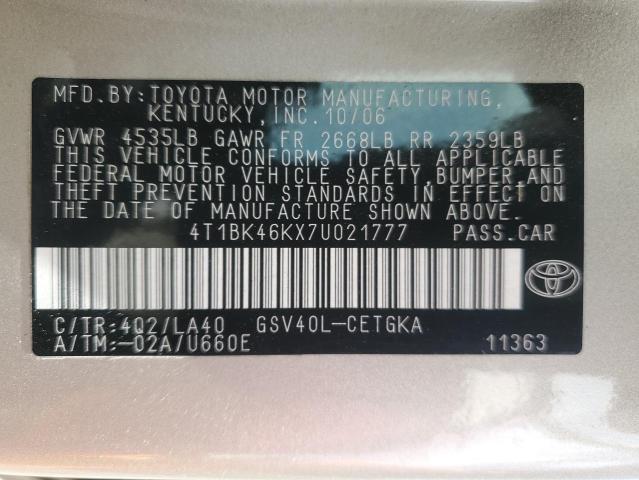 MFD. BY: TOYOTA MOTOR MANUFACTURING,
KENTUCKY, INC. 10/06
GVWR 4535LB GAWR FR 2668LB RR 2359LB
THIS VEHICLE CONFORMS TO ALL APPLICABLE
FEDERAL MOTOR VEHICLE SAFETY, BUMPER, AND
THEFT PREVENTION STANDARDS IN EFFECT ON
THE DATE OF MANUFACTURE SHOWN ABOVE.
4T1BK46KX7U021777 PASS. CAR
C/TR: 4Q2/LA40 GSV40L-CETGKA
A/TM: -02A/U660E 11363